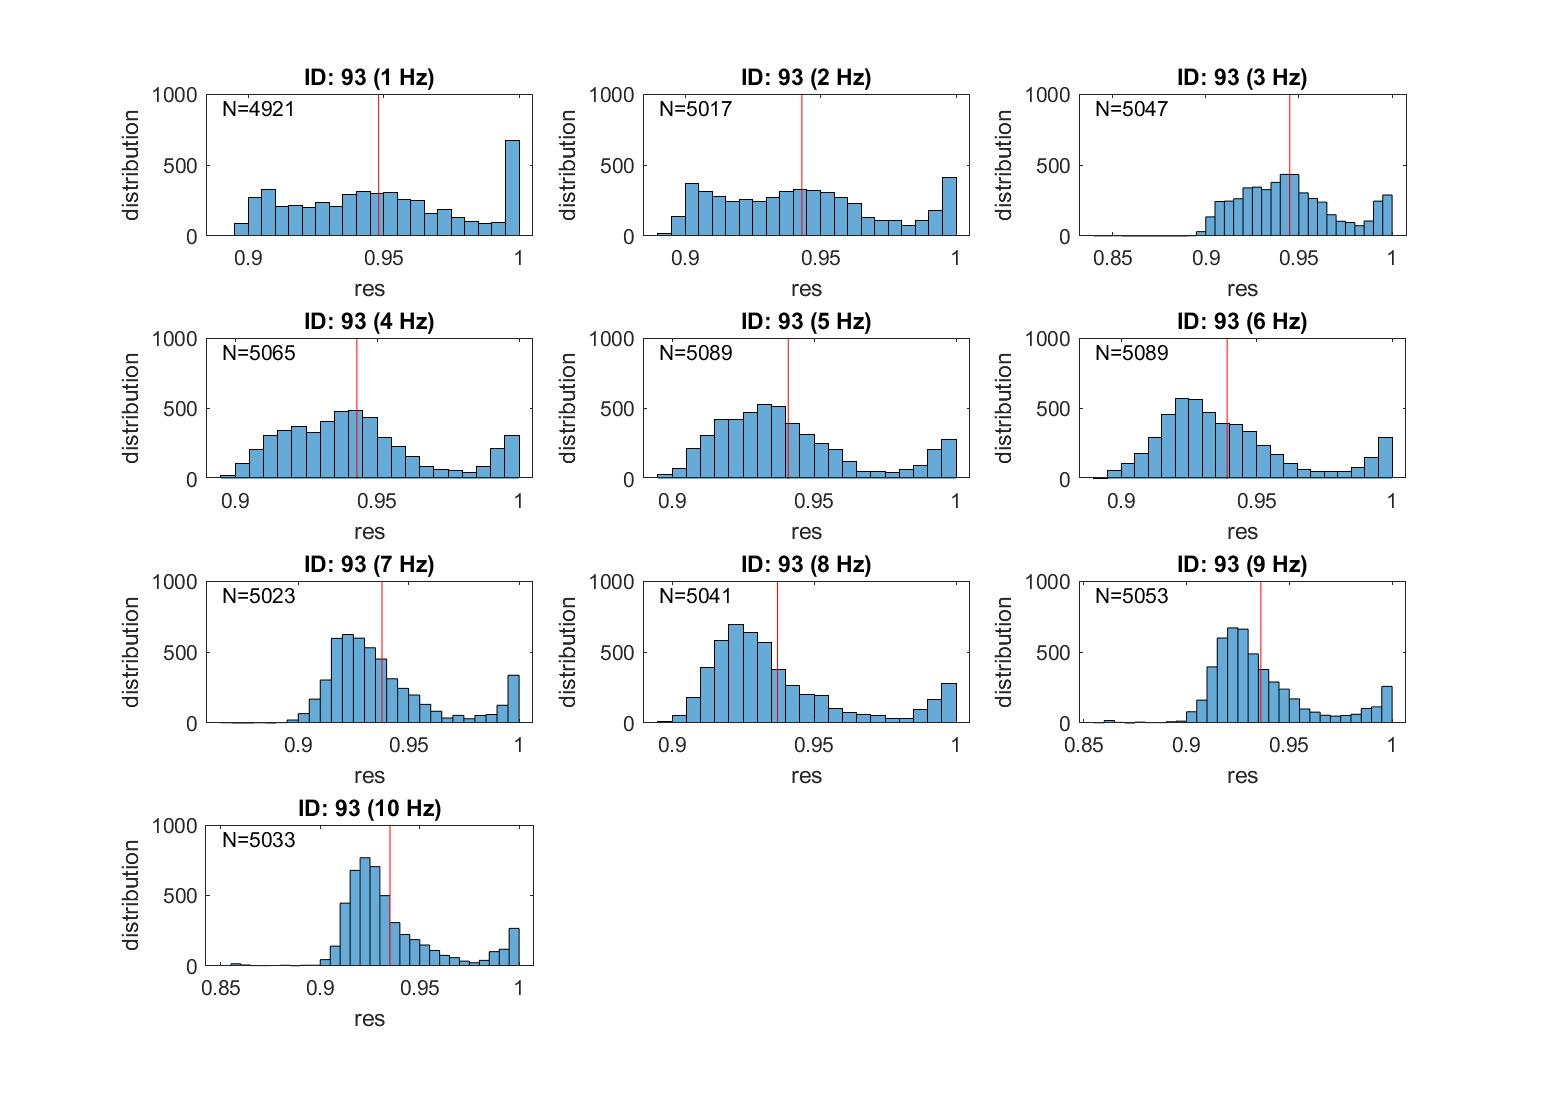 ID: 93 (1 Hz)
N=4921
1000
500
0
distribution
0.9 0.95 1
res
ID: 93 (2 Hz)
N=5017
1000
500
0
distribution
0.9 0.95 1
res
ID: 93 (3 Hz)
N=5047
1000
500
0
distribution
0.85 0.9 0.95 1
res
ID: 93 (4 Hz)
N=5065
1000
500
0
distribution
0.9 0.95 1
res
ID: 93 (5 Hz)
N=5089
1000
500
0
distribution
0.9 0.95 1
res
ID: 93 (6 Hz)
N=5089
1000
500
0
distribution
0.9 0.95 1
res
ID: 93 (7 Hz)
N=5023
1000
500
0
distribution
0.9 0.95 1
res
ID: 93 (8 Hz)
N=5041
1000
500
0
distribution
0.9 0.95 1
res
ID: 93 (9 Hz)
N=5053
1000
500
0
distribution
0.85 0.9 0.95 1
res
ID: 93 (10 Hz)
N=5033
1000
500
0
distribution
0.85 0.9 0.95 1
res